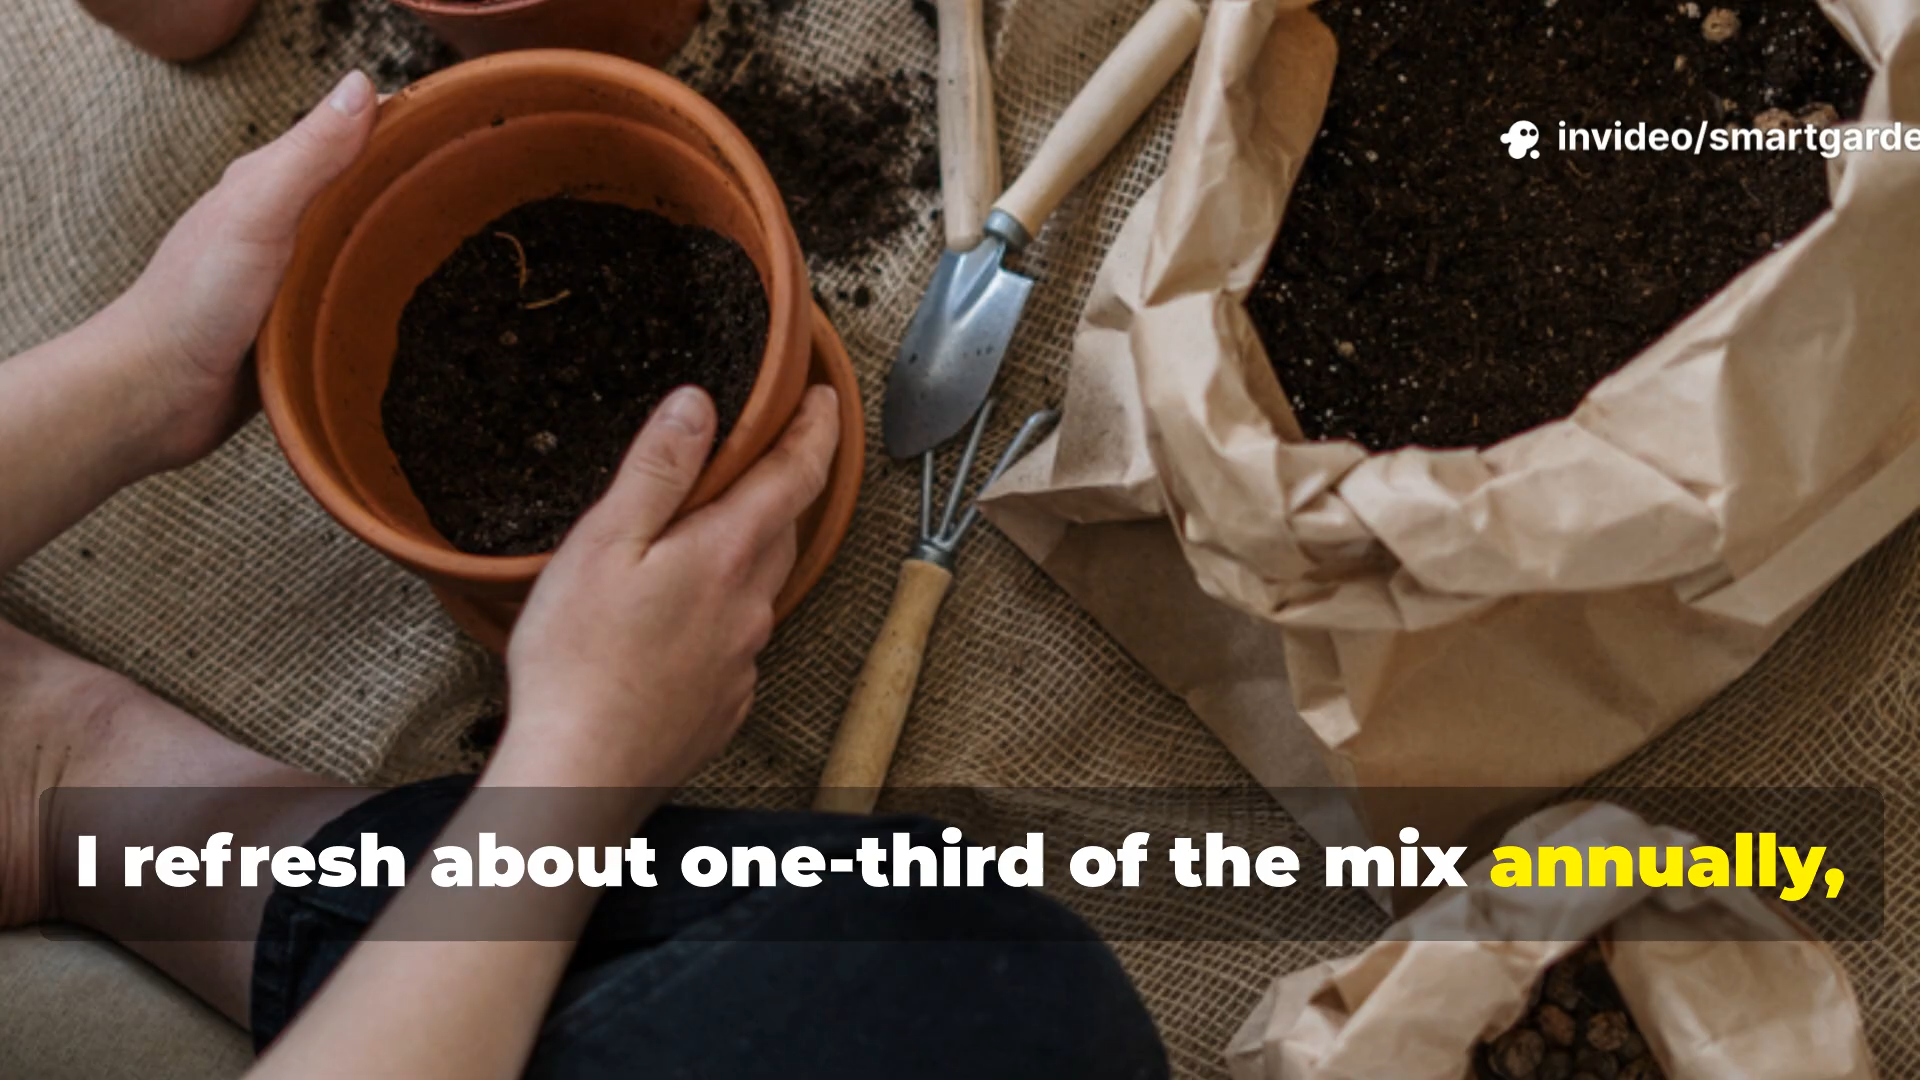 invideo/smartgarde
I refresh about one-third of the mix annually,